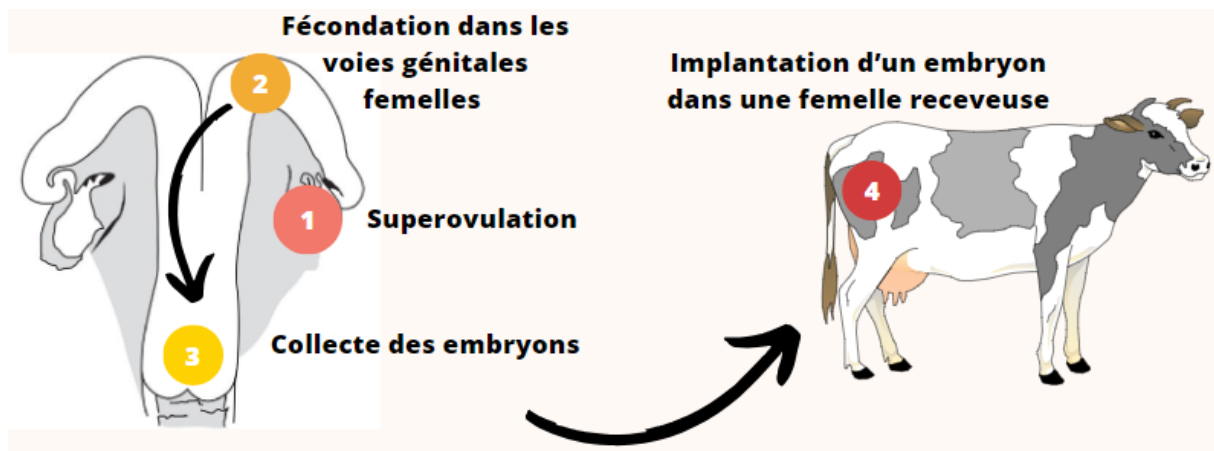 Fécondation dans les
voies génitales
femelles
2
1
Superovulation
3
Collecte des embryons
Implantation d’un embryon
dans une femelle receveuse
4